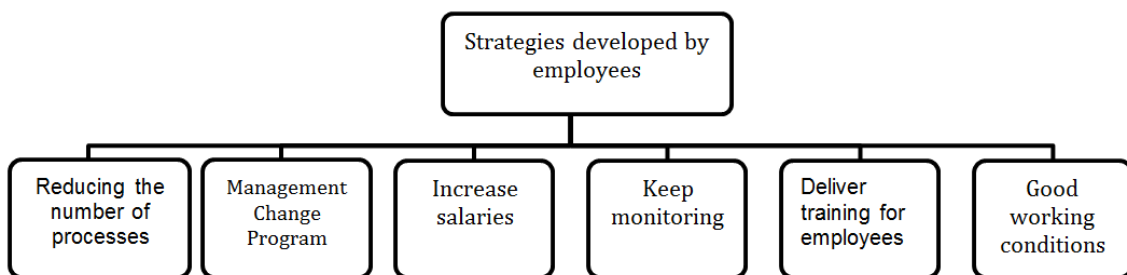 Strategies developed by
employees
Reducing the
number of
processes
Management
Change
Program
Increase
salaries
Keep
monitoring
Deliver
training for
employees
Good
working
conditions